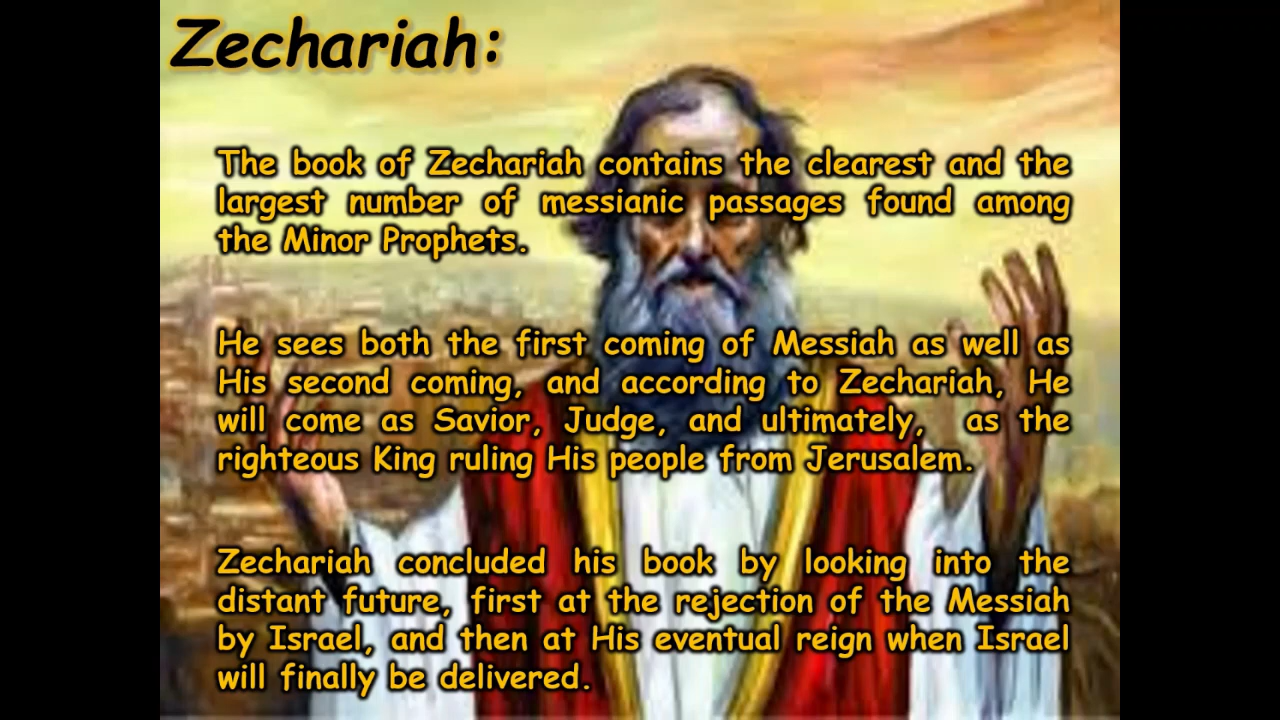 Zechariah:
The book of Zechariah contains the clearest and the
largest number of messianic passages found among
the Minor Prophets.
He sees both the first coming of Messiah as well as
His second coming, and according to Zechariah, He
will come as Savior, Judge, and ultimately, as the
righteous King ruling His people from Jerusalem.
Zechariah concluded his book by looking into the
distant future, first at the rejection of the Messiah
by Israel, and then at His eventual reign when Israel
will finally be delivered.